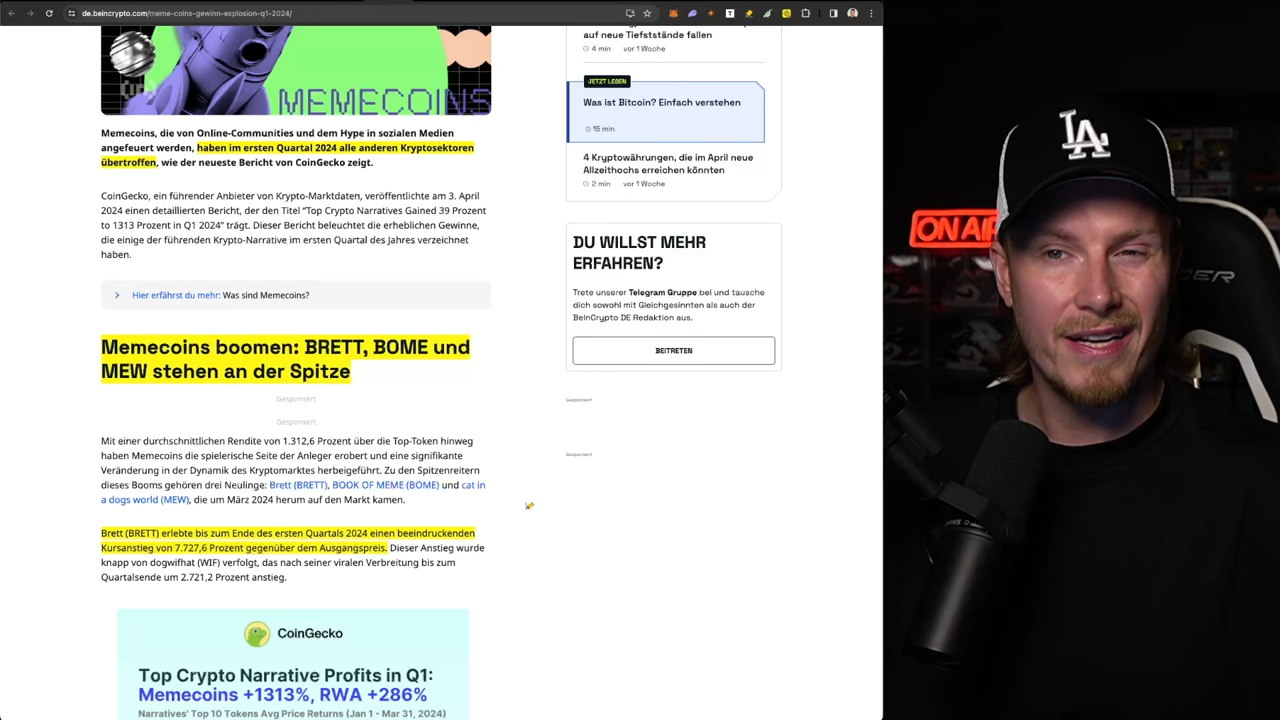 de.beincrypto.com/meme-coins-gewinn-explosion-q1-2024/
MEMECOINS
Memecoins, die von Online-Communities und dem Hype in sozialen Medien
angefeuert werden, haben im ersten Quartal 2024 alle anderen Kryptosektoren
übertroffen, wie der neueste Bericht von CoinGecko zeigt.
CoinGecko, ein führender Anbieter von Krypto-Marktdaten, veröffentlichte am 3. April
2024 einen detaillierten Bericht, der den Titel “Top Crypto Narratives Gained 39 Prozent
to 1313 Prozent in Q1 2024” trägt. Dieser Bericht beleuchtet die erheblichen Gewinne,
die einige der führenden Krypto-Narrative im ersten Quartal des Jahres verzeichnet
haben.
Hier erfährst du mehr: Was sind Memecoins?
Memecoins boomen: BRETT, BOME und
MEW stehen an der Spitze
Gesponsert
Gesponsert
Mit einer durchschnittlichen Rendite von 1.312,6 Prozent über die Top-Token hinweg
haben Memecoins die spielerische Seite der Anleger erobert und eine signifikante
Veränderung in der Dynamik des Kryptomarktes herbeigeführt. Zu den Spitzenreitern
dieses Booms gehören drei Neulinge: Brett (BRETT), BOOK OF MEME (BOME) und cat in
a dogs world (MEW), die um März 2024 herum auf den Markt kamen.
Brett (BRETT) erlebte bis zum Ende des ersten Quartals 2024 einen beeindruckenden
Kursanstieg von 7.727,6 Prozent gegenüber dem Ausgangspreis. Dieser Anstieg wurde
knapp von dogwifhat (WIF) verfolgt, das nach seiner viralen Verbreitung bis zum
Quartalsende um 2.721,2 Prozent anstieg.
CoinGecko
Top Crypto Narrative Profits in Q1:
Memecoins +1313%, RWA +286%
Narratives' Top 10 Tokens Avg Price Returns (Jan 1 - Mar 31, 2024)
auf neue Tiefststände fallen
4 min vor 1 Woche
JETZT LESEN
Was ist Bitcoin? Einfach verstehen
15 min
4 Kryptowährungen, die im April neue
Allzeithochs erreichen könnten
2 min vor 1 Woche
DU WILLST MEHR
ERFAHREN?
Trete unserer Telegram Gruppe bei und tausche
dich sowohl mit Gleichgesinnten als auch der
BeInCrypto DE Redaktion aus.
BEITRETEN
Gesponsert
Gesponsert
LA
ON AIR